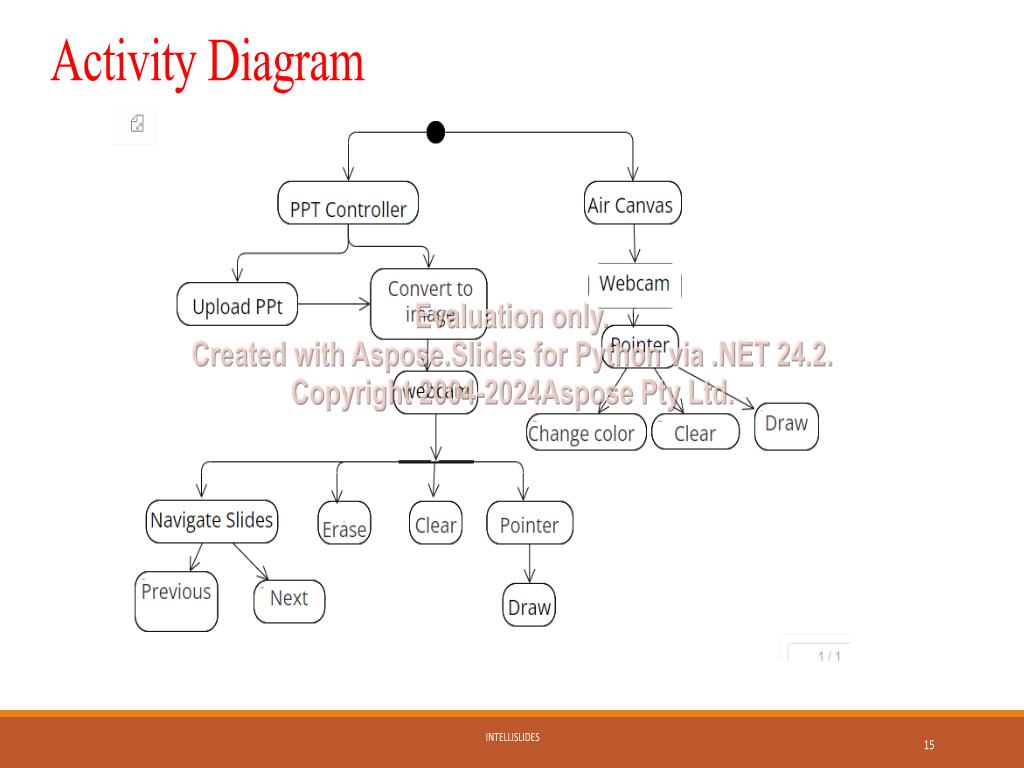 Activity Diagram
PPT Controller
Air Canvas
Upload PPt
Convert to
image
Webcam
Evaluation only.
Created with Aspose.Slides for Python via .NET 24.2.
Copyright 2004-2024Aspose Pty Ltd.
Pointer
webcam
Change color
Clear
Draw
Navigate Slides
Erase
Clear
Pointer
Previous
Next
Draw
1 / 1
INTELLISLIDES
15